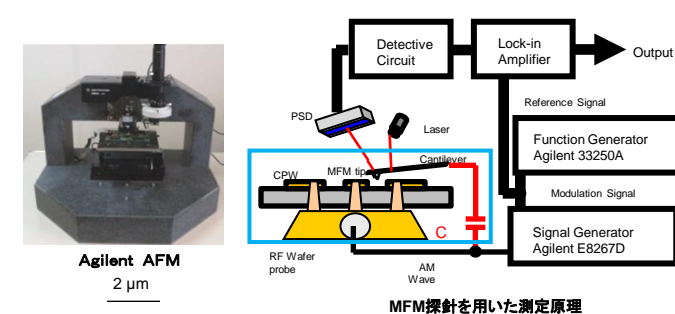 Agilent AFM
2 μm
Detective
Circuit
Lock-in
Amplifier
Output
Reference Signal
PSD
Laser
Function Generator
Agilent 33250A
Cantilever
MFM tip
CPW
Modulation Signal
C
Signal Generator
Agilent E8267D
RF Wafer
probe
AM
Wave
MFM探針を用いた測定原理